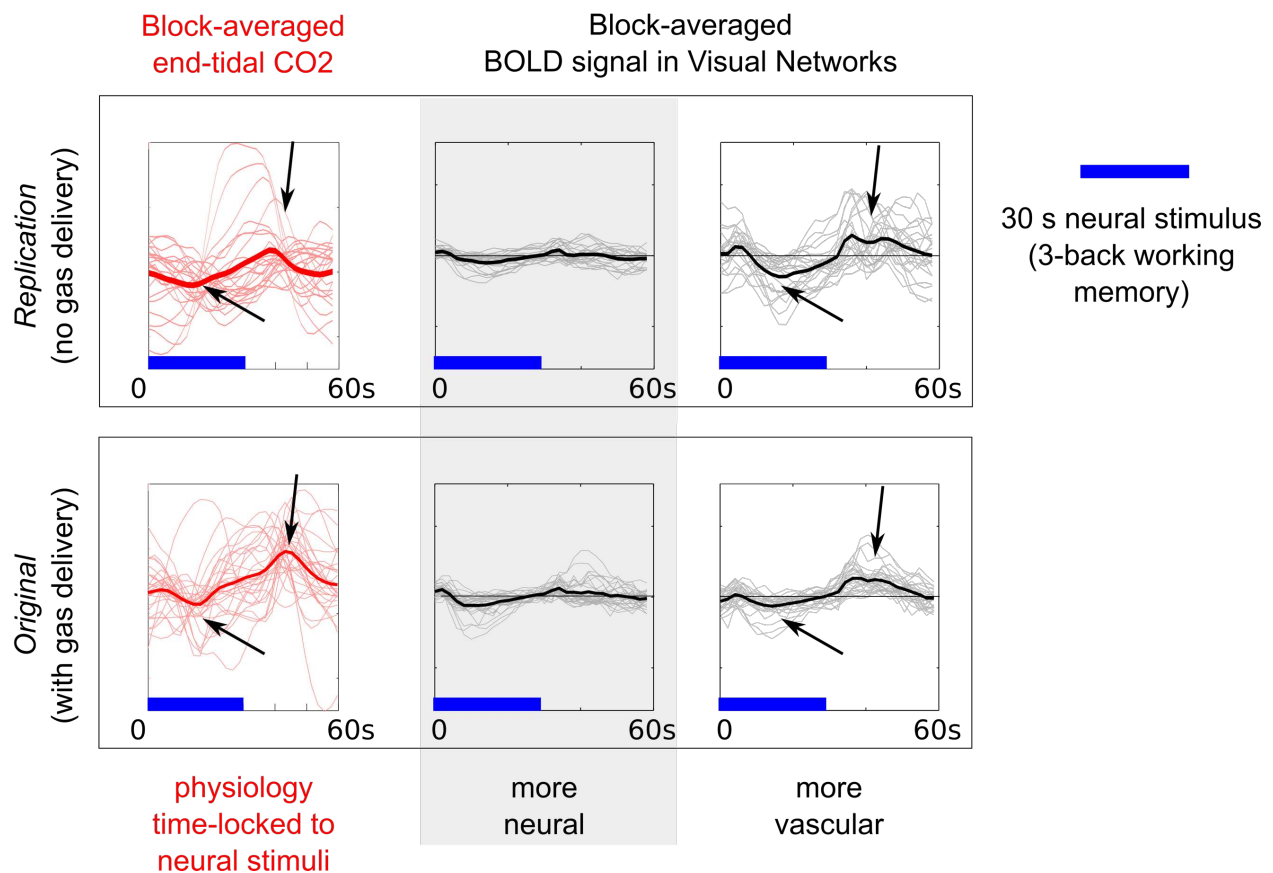 Block-averaged
end-tidal CO2
Block-averaged
BOLD signal in Visual Networks
Replication
(no gas delivery)
0
60s
0
60s
0
60s
30 s neural stimulus
(3-back working
memory)
Original
(with gas delivery)
0
60s
0
60s
0
60s
physiology
time-locked to
neural stimuli
more
neural
more
vascular